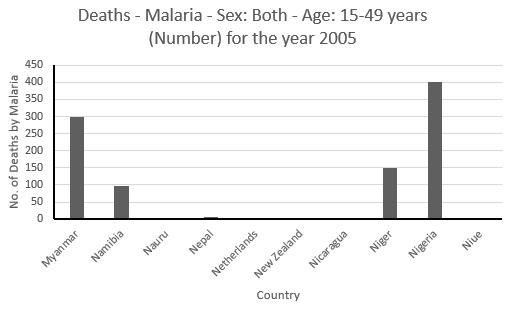 Deaths - Malaria - Sex: Both - Age: 15-49 years
(Number) for the year 2005
No. of Deaths by Malaria
450
400
350
300
250
200
150
100
50
0
Myanmar
Namibia
Nauru
Nepal
Netherlands
New Zealand
Nicaragua
Niger
Nigeria
Niue
Country